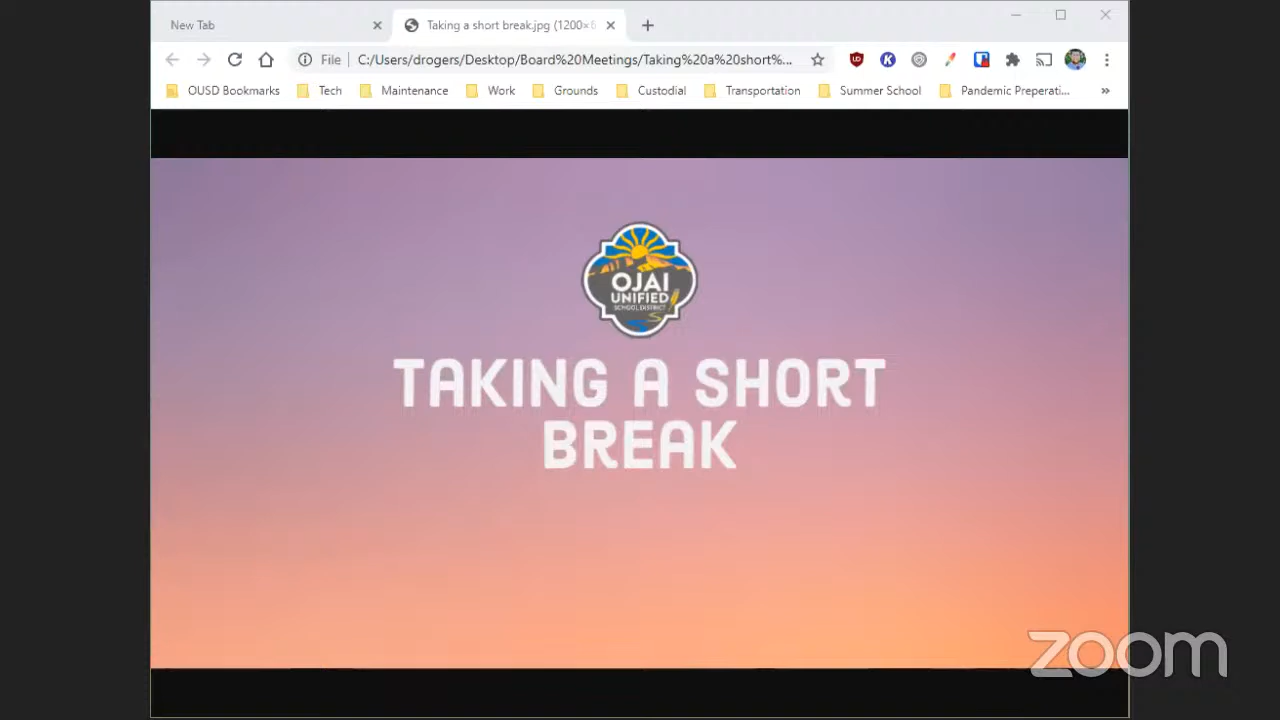 New Tab
Taking a short break.jpg (1200×6
File
C:/Users/drogers/Desktop/Board%20Meetings/Taking%20a%20short%...
OUSD Bookmarks
Tech
Maintenance
Work
Grounds
Custodial
Transportation
Summer School
Pandemic Preperati...
»
OJAI
UNIFIED
SCHOOL DISTRICT
TAKING A SHORT
BREAK
zoom